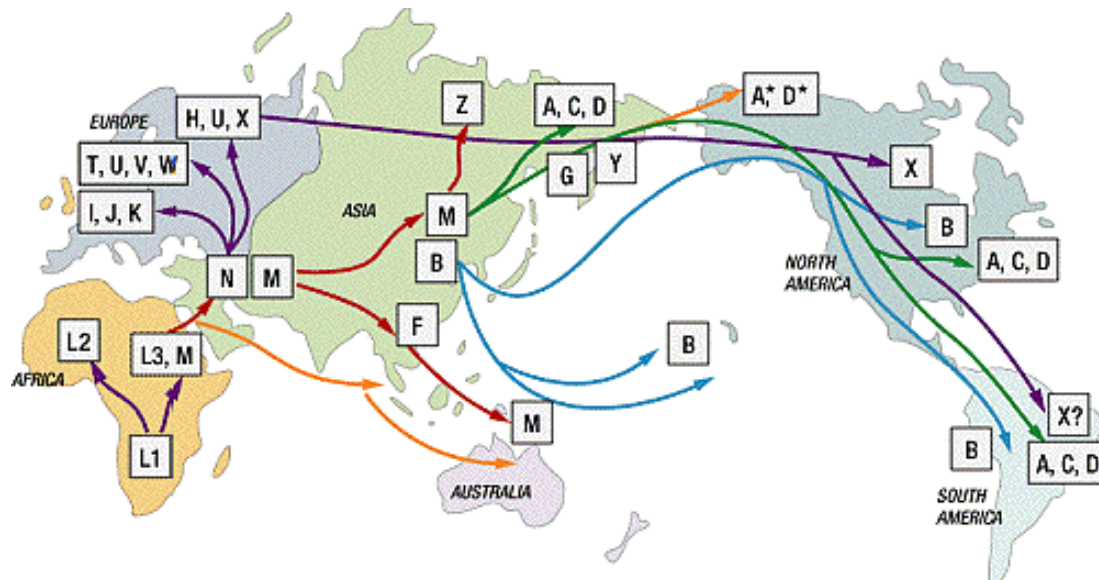 Z
A, C, D
A,* D*
EUROPE
H, U, X
T, U, V, W
G
Y
X
I, J, K
ASIA
M
B
B
N
M
NORTH
AMERICA
A, C, D
F
L2
L3, M
B
AFRICA
M
X?
L1
B
A, C, D
AUSTRALIA
SOUTH
AMERICA